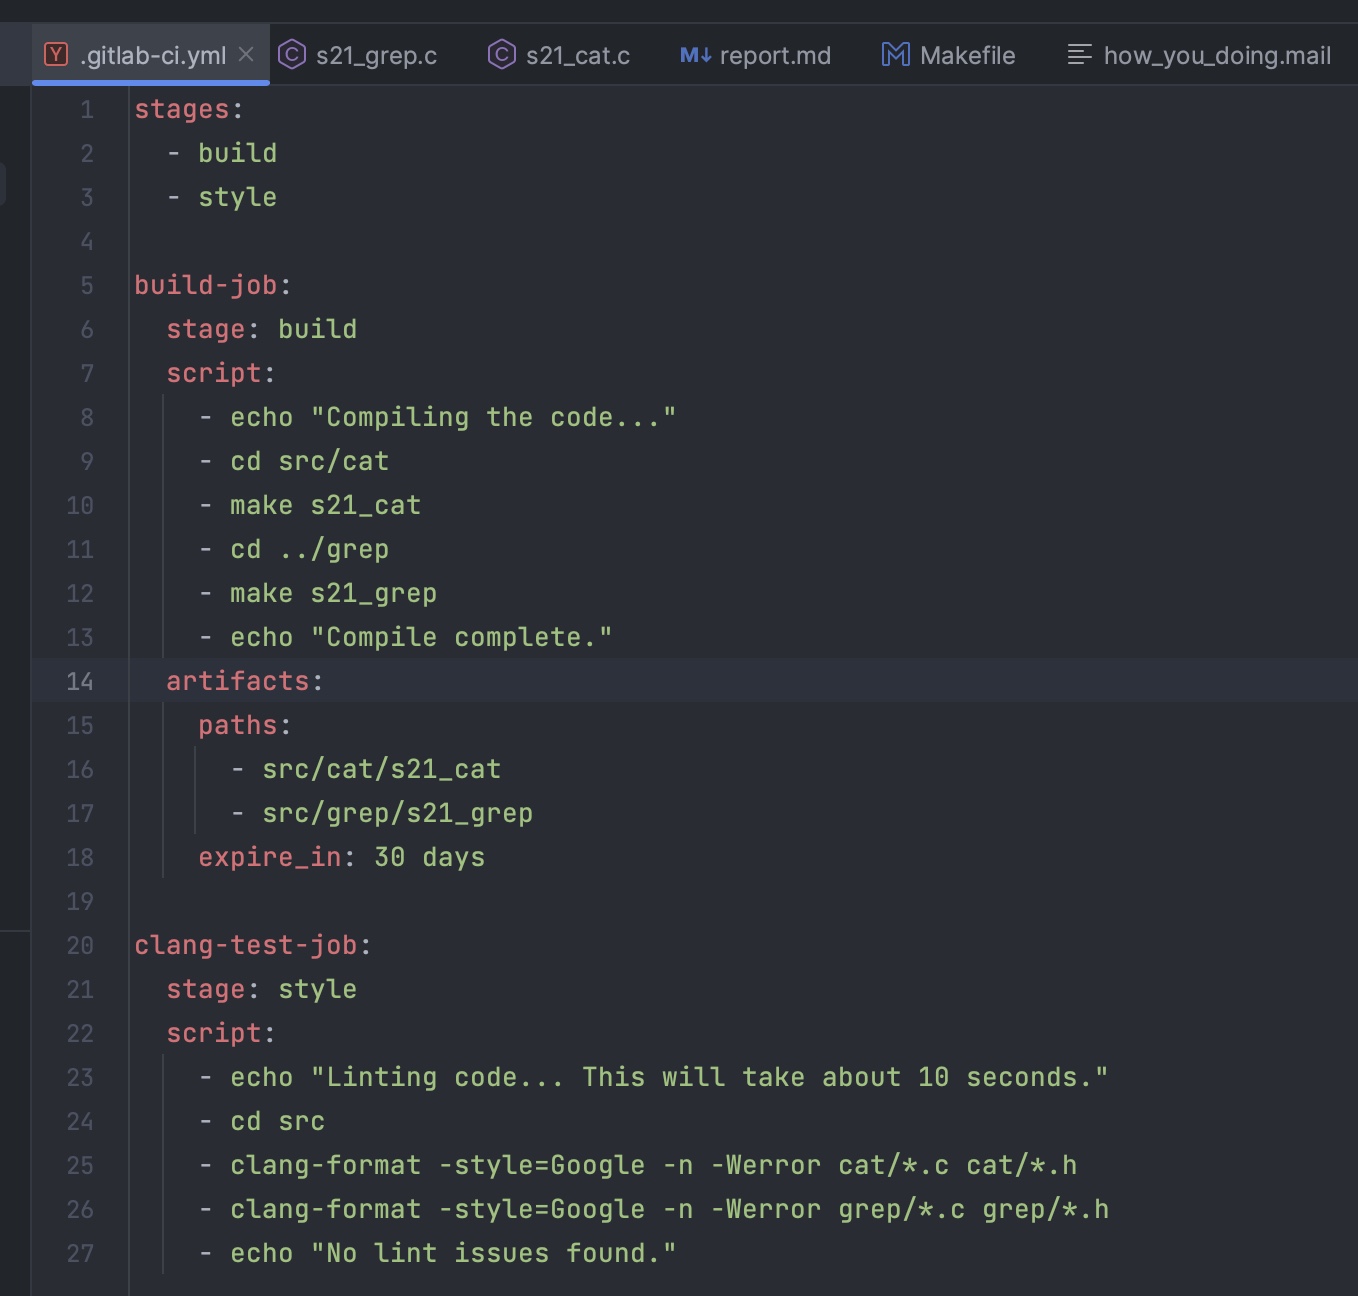 .gitlab-ci.yml s21_grep.c s21_cat.c report.md Makefile how_you_doing.mail
1 stages:
2   - build
3   - style
4
5 build-job:
6   stage: build
7   script:
8     - echo "Compiling the code..."
9     - cd src/cat
10     - make s21_cat
11     - cd ../grep
12     - make s21_grep
13     - echo "Compile complete."
14   artifacts:
15     paths:
16       - src/cat/s21_cat
17       - src/grep/s21_grep
18     expire_in: 30 days
19
20 clang-test-job:
21   stage: style
22   script:
23     - echo "Linting code... This will take about 10 seconds."
24     - cd src
25     - clang-format -style=Google -n -Werror cat/*.c cat/*.h
26     - clang-format -style=Google -n -Werror grep/*.c grep/*.h
27     - echo "No lint issues found."